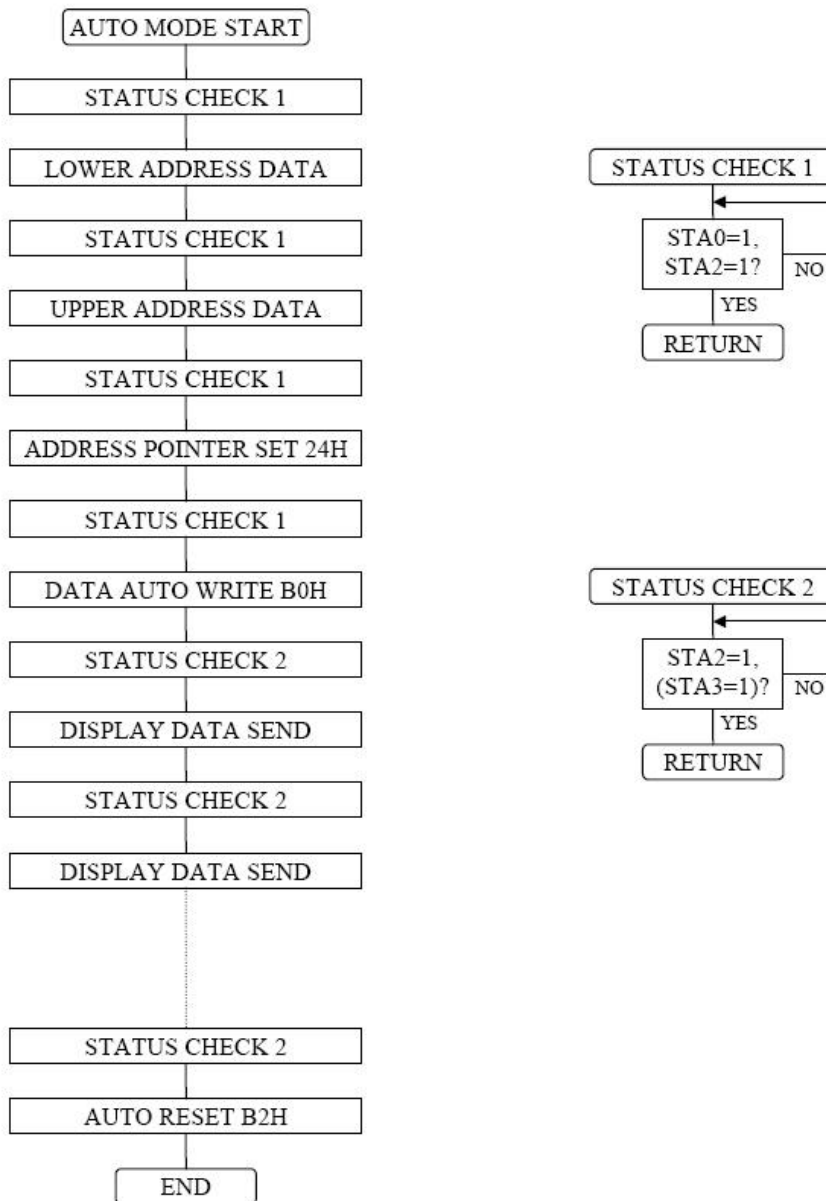 AUTO MODE START
STATUS CHECK 1
LOWER ADDRESS DATA
STATUS CHECK 1
UPPER ADDRESS DATA
STATUS CHECK 1
ADDRESS POINTER SET 24H
STATUS CHECK 1
DATA AUTO WRITE B0H
STATUS CHECK 2
DISPLAY DATA SEND
STATUS CHECK 2
DISPLAY DATA SEND
STATUS CHECK 2
AUTO RESET B2H
END
STATUS CHECK 1
STA0=1,
STA2=1?
NO
YES
RETURN
STATUS CHECK 2
STA2=1,
(STA3=1)?
NO
YES
RETURN